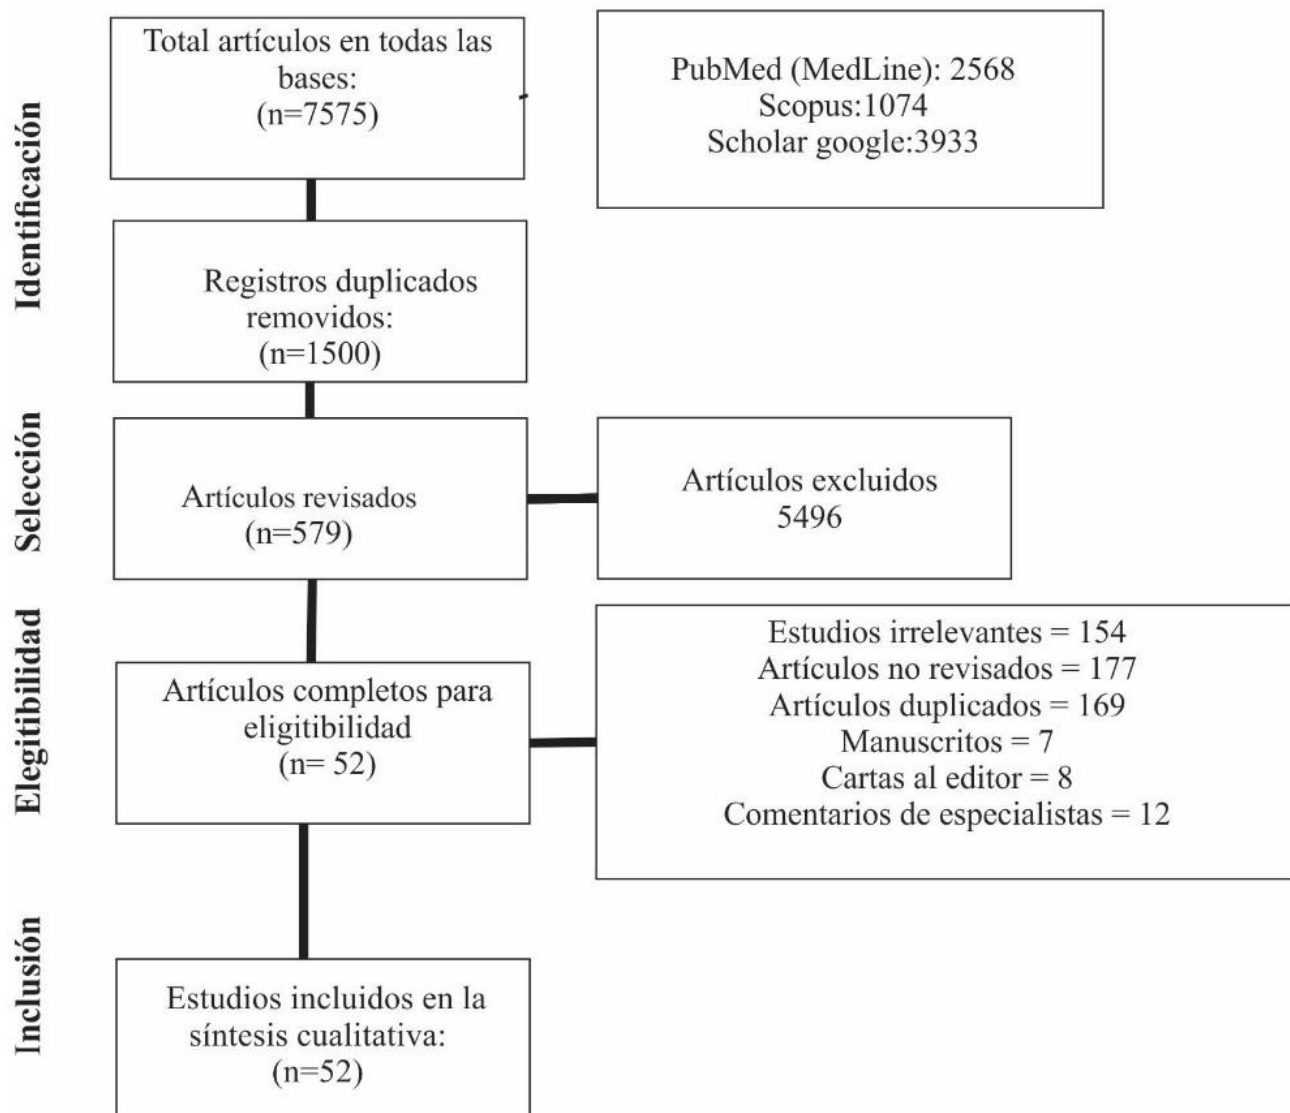 Identificación
Total artículos en todas las
bases:
(n=7575)
PubMed (MedLine): 2568
Scopus:1074
Scholar google:3933
Registros duplicados
removidos:
(n=1500)
Selección
Artículos revisados
(n=579)
Artículos excluidos
5496
Elegitibilidad
Artículos completos para
eligitibilidad
(n= 52)
Estudios irrelevantes = 154
Artículos no revisados = 177
Artículos duplicados = 169
Manuscritos = 7
Cartas al editor = 8
Comentarios de especialistas = 12
Inclusión
Estudios incluidos en la
síntesis cualitativa:
(n=52)